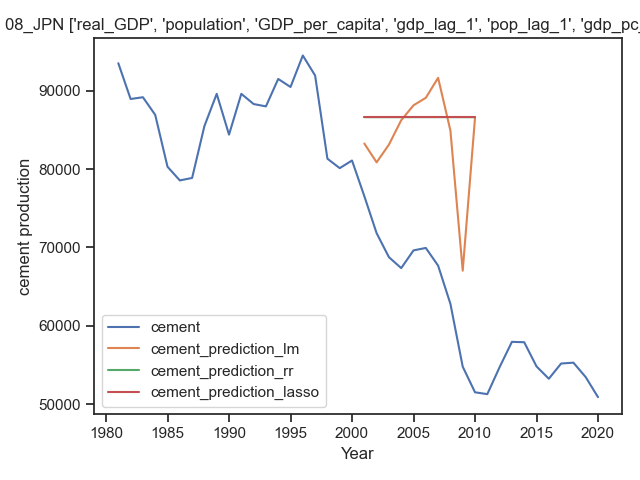 08_JPN ['real_GDP', 'population', 'GDP_per_capita', 'gdp_lag_1', 'pop_lag_1', 'gdp_pc_
90000
80000
70000
60000
50000
cement production
cement
cement_prediction_lm
cement_prediction_rr
cement_prediction_lasso
1980 1985 1990 1995 2000 2005 2010 2015 2020
Year